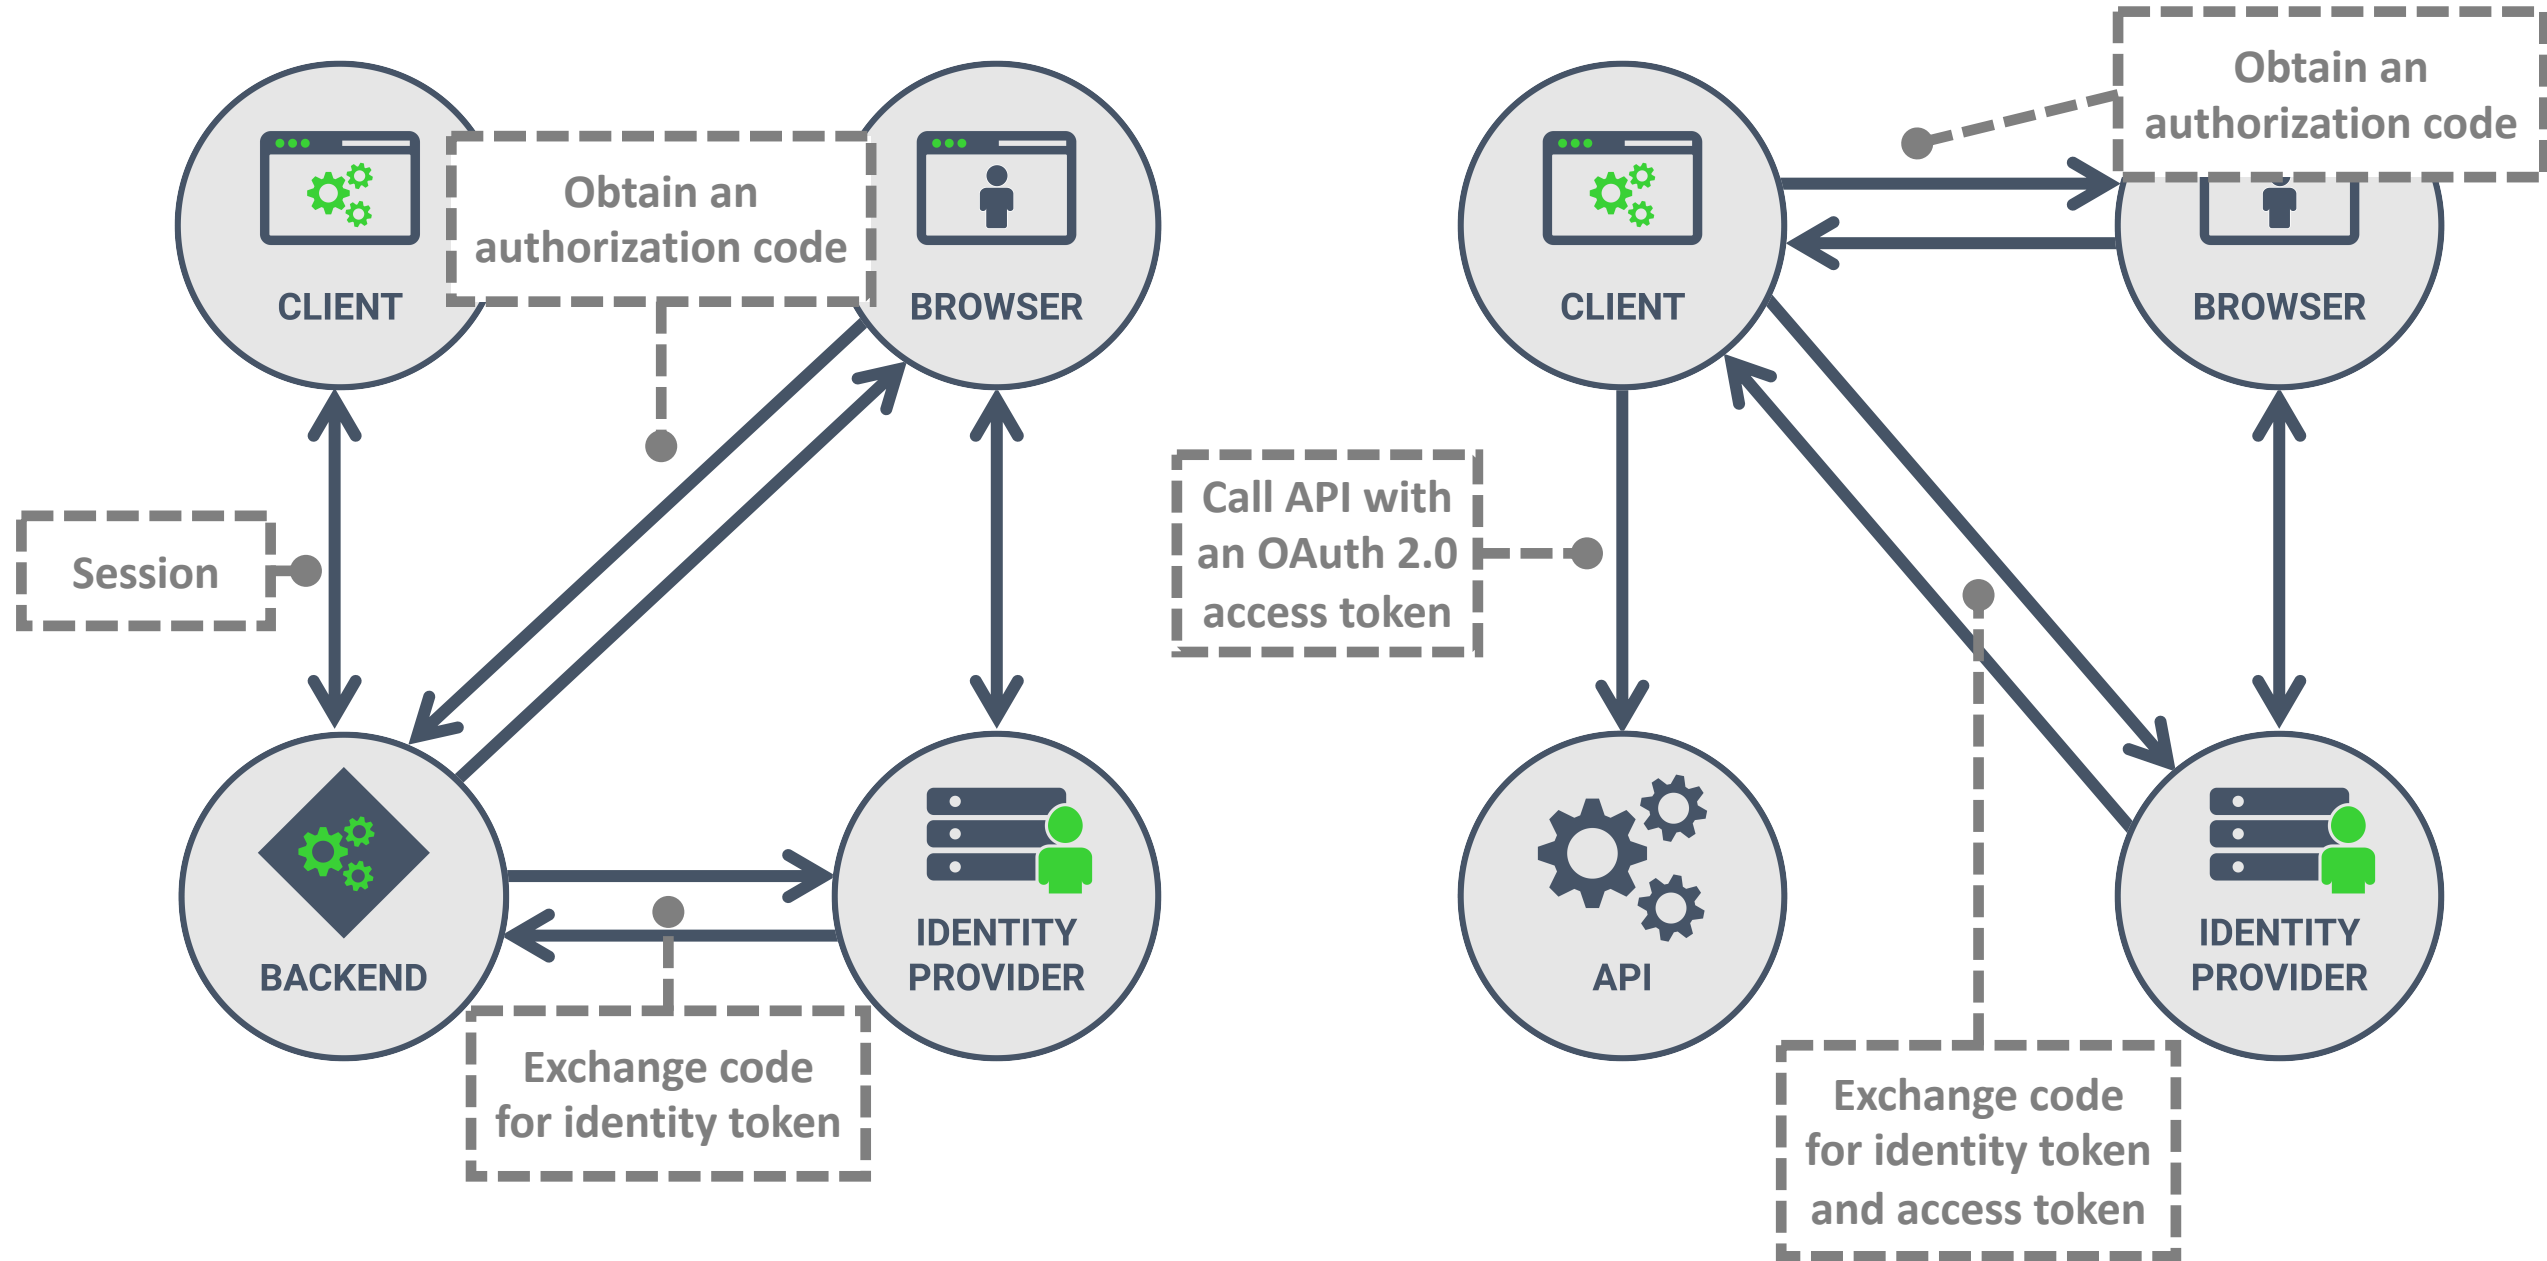 Obtain an
authorization code
CLIENT
BROWSER
Session
BACKEND
IDENTITY
PROVIDER
Exchange code
for identity token
Obtain an
authorization code
CLIENT
BROWSER
Call API with
an OAuth 2.0
access token
API
IDENTITY
PROVIDER
Exchange code
for identity token
and access token